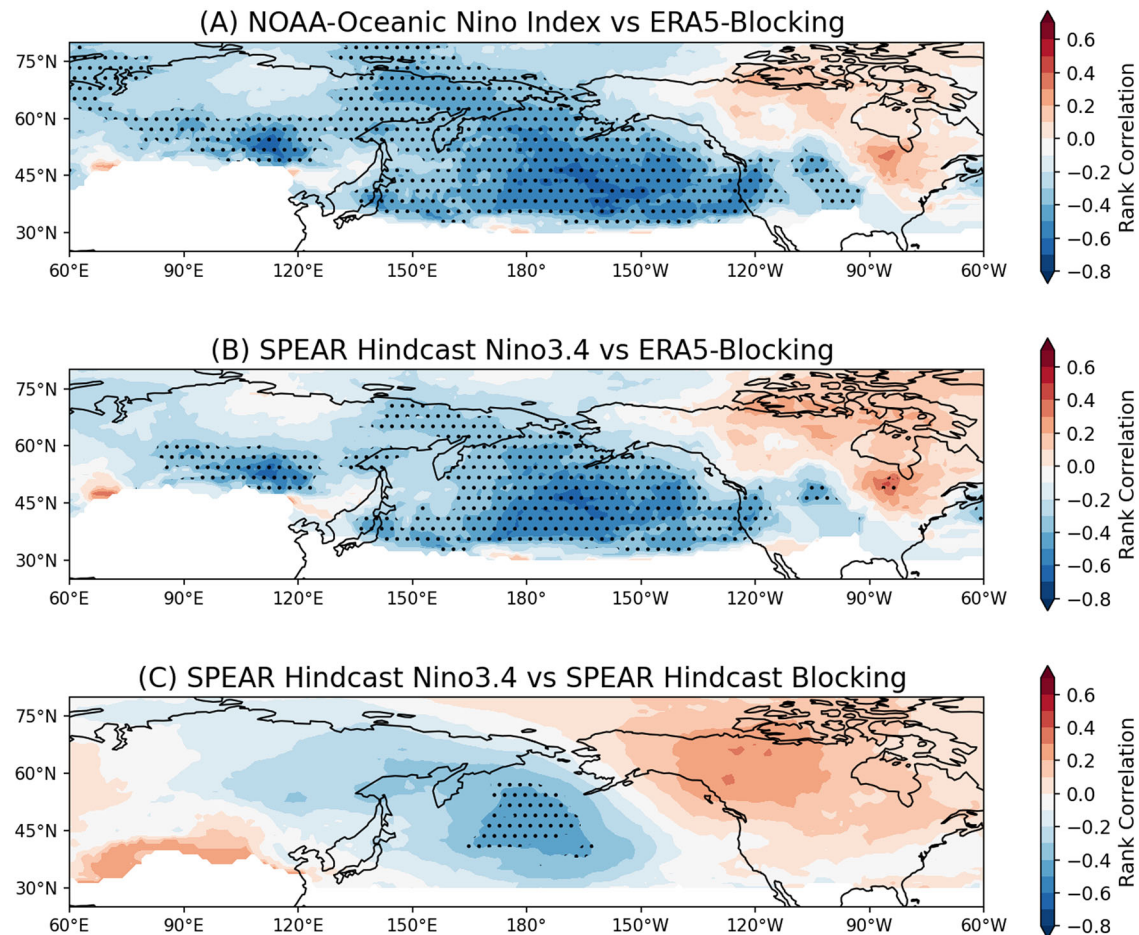 (A) NOAA-Oceanic Nino Index vs ERA5-Blocking
75°N
60°N
45°N
30°N
60°E 90°E 120°E 150°E 180° 150°W 120°W 90°W 60°W
0.6
0.4
0.2
0.0
−0.2
−0.4
−0.6
−0.8
Rank Correlation
(B) SPEAR Hindcast Nino3.4 vs ERA5-Blocking
75°N
60°N
45°N
30°N
60°E 90°E 120°E 150°E 180° 150°W 120°W 90°W 60°W
0.6
0.4
0.2
0.0
−0.2
−0.4
−0.6
−0.8
Rank Correlation
(C) SPEAR Hindcast Nino3.4 vs SPEAR Hindcast Blocking
75°N
60°N
45°N
30°N
60°E 90°E 120°E 150°E 180° 150°W 120°W 90°W 60°W
0.6
0.4
0.2
0.0
−0.2
−0.4
−0.6
−0.8
Rank Correlation